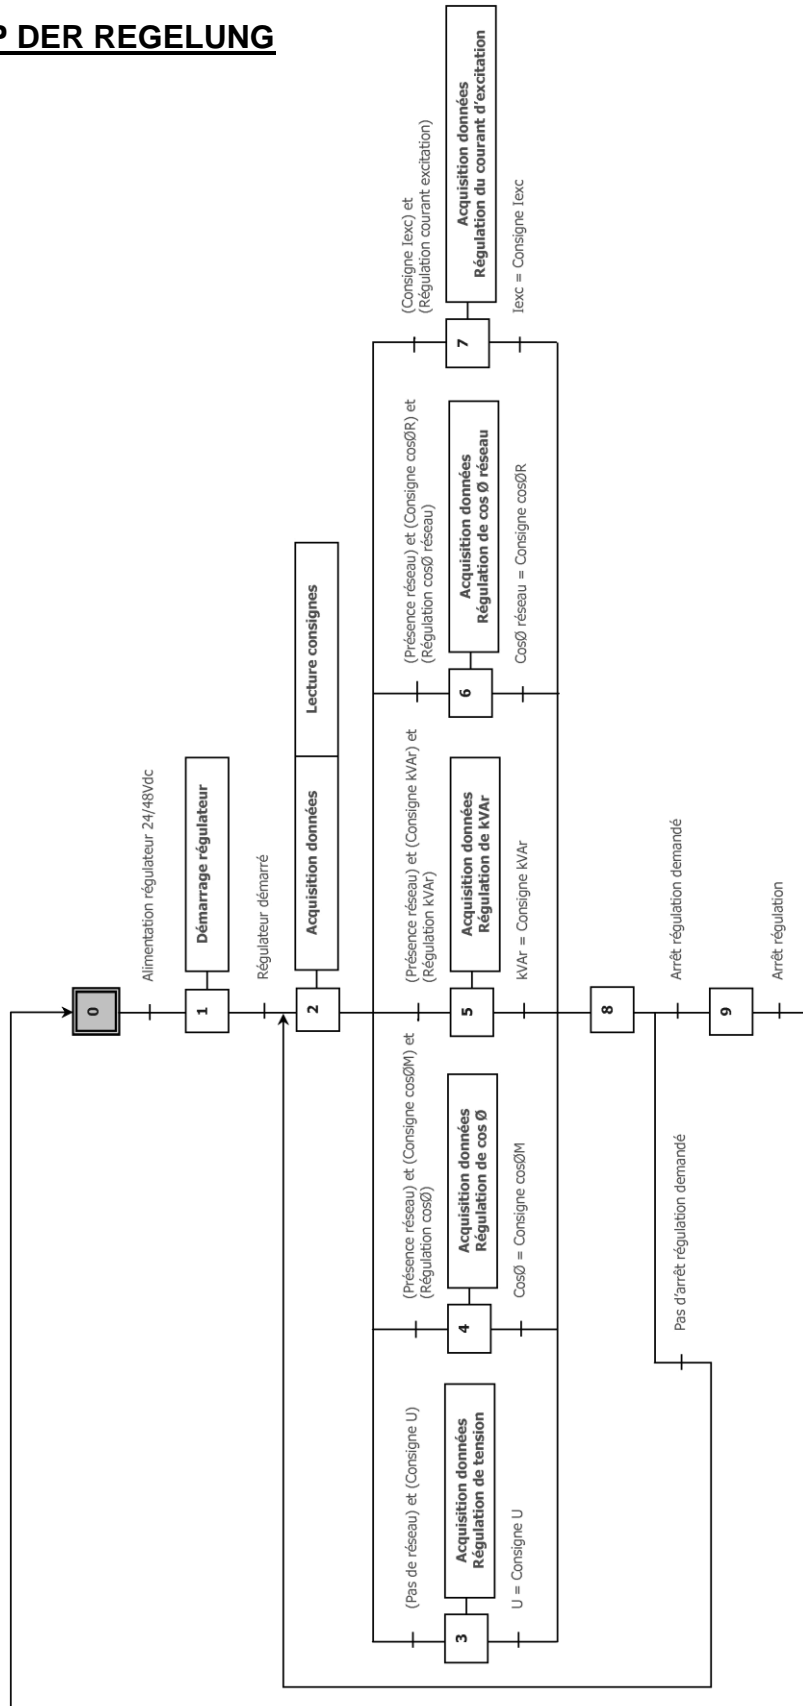 P DER REGELUNG
0
Alimentation régulateur 24/48Vdc
1
Démarrage régulateur
Régulateur démarré
2
Acquisition données
Lecture consignes
(Pas de réseau) et (Consigne U)
3
Acquisition données
Régulation de tension
U = Consigne U
(Présence réseau) et (Consigne cosØM) et
(Régulation cosØ)
4
Acquisition données
Régulation de cos Ø
CosØ = Consigne cosØM
(Présence réseau) et (Consigne kVAr) et
(Régulation kVAr)
5
Acquisition données
Régulation de kVAr
kVAr = Consigne kVAr
(Présence réseau) et (Consigne cosØR) et
(Régulation cosØ réseau)
6
Acquisition données
Régulation de cos Ø réseau
CosØ réseau = Consigne cosØR
(Consigne Iexc) et
(Régulation courant excitation)
7
Acquisition données
Régulation du courant d'excitation
Iexc = Consigne Iexc
8
Pas d'arrêt régulation demandé
Arrêt régulation demandé
9
Arrêt régulation